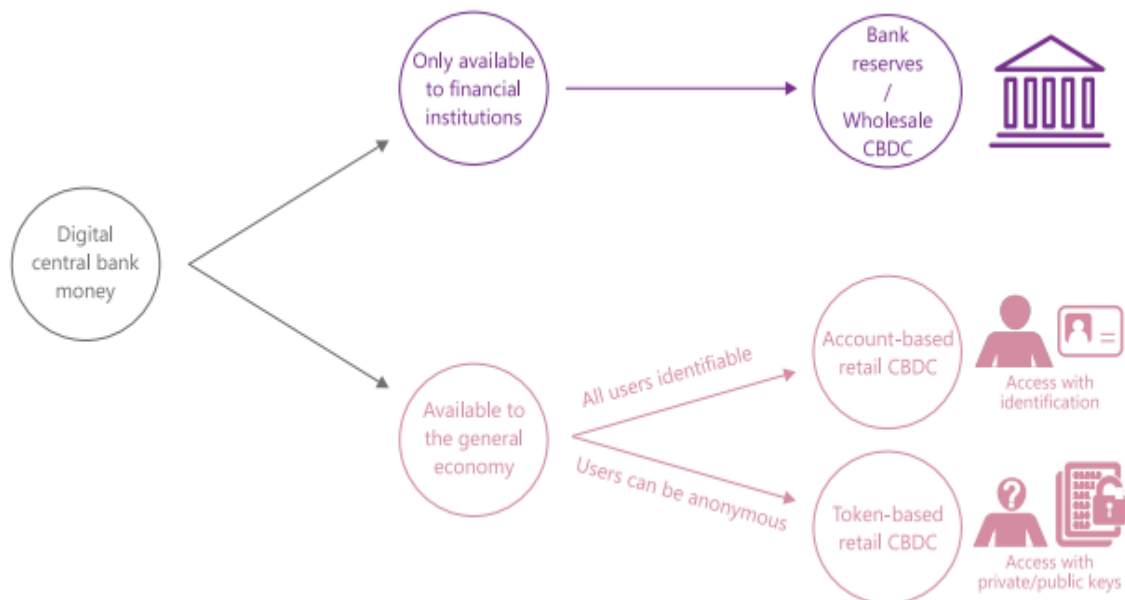 Digital
central bank
money
Only available
to financial
institutions
Bank
reserves
/
Wholesale
CBDC
Available to
the general
economy
All users identifiable
Users can be anonymous
Account-based
retail CBDC
Access with
identification
Token-based
retail CBDC
?
Access with
private/public keys